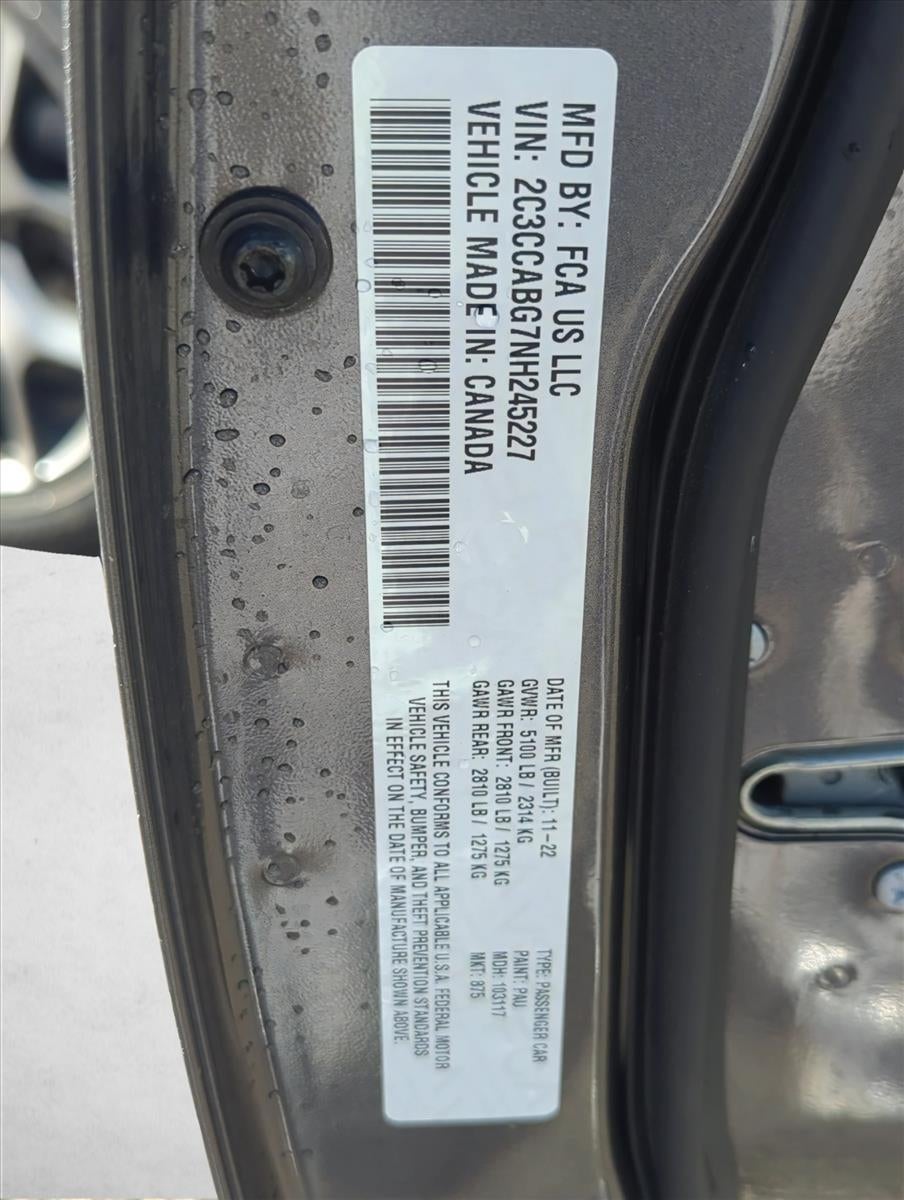 MFD BY: FCA US LLC
VIN: 2C3CCABG7NH245227
VEHICLE MADE IN: CANADA
DATE OF MFR (BUILT): 11-22
GVWR: 5100 LB / 2314 KG
GAWR FRONT: 2810 LB / 1275 KG
GAWR REAR: 2810 LB / 1275 KG
TYPE: PASSENGER CAR
PAINT: PAU
MDH: 103117
MKT: 875
THIS VEHICLE CONFORMS TO ALL APPLICABLE U.S.A. FEDERAL MOTOR
VEHICLE SAFETY, BUMPER, AND THEFT PREVENTION STANDARDS
IN EFFECT ON THE DATE OF MANUFACTURE SHOWN ABOVE.